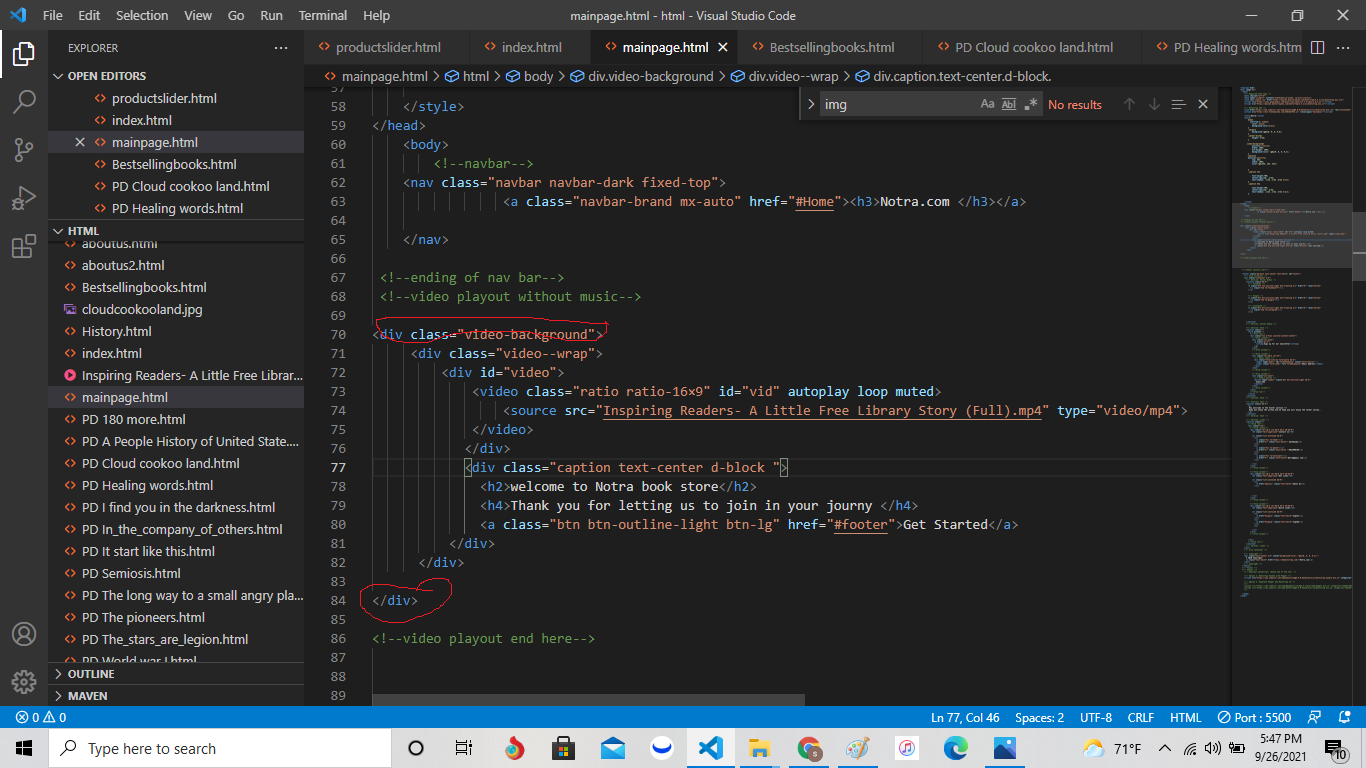 File Edit Selection View Go Run Terminal Help mainpage.html - html - Visual Studio Code
EXPLORER
productslider.html index.html mainpage.html Bestsellingbooks.html PD Cloud cookoo land.html PD Healing words.htm
OPEN EDITORS
productslider.html
index.html
mainpage.html
Bestsellingbooks.html
PD Cloud cookoo land.html
PD Healing words.html
HTML
aboutus.html
aboutus2.html
Bestsellingbooks.html
cloudcookooland.jpg
History.html
index.html
Inspiring Readers- A Little Free Librar...
mainpage.html
PD 180 more.html
PD A People History of United State....
PD Cloud cookoo land.html
PD Healing words.html
PD I find you in the darkness.html
PD In_the_company_of_others.html
PD It start like this.html
PD Semiosis.html
PD The long way to a small angry pla...
PD The pioneers.html
PD The_stars_are_legion.html
PD World war I.html
OUTLINE
MAVEN
mainpage.html > html > body > div.video-background > div.video--wrap > div.caption.text-center.d-block.
img Aa Abl .* No results
57
58 </style>
59 </head>
60 <body>
61 <!--navbar-->
62 <nav class="navbar navbar-dark fixed-top">
63 <a class="navbar-brand mx-auto" href="#Home"><h3>Notra.com </h3></a>
64
65 </nav>
66
67 <!--ending of nav bar-->
68 <!--video playout without music-->
69
70 <div class="video-background">
71 <div class="video--wrap">
72 <div id="video">
73 <video class="ratio ratio-16×9" id="vid" autoplay loop muted>
74 <source src="Inspiring Readers- A Little Free Library Story (Full).mp4" type="video/mp4">
75 </video>
76 </div>
77 <div class="caption text-center d-block ">
78 <h2>welcome to Notra book store</h2>
79 <h4>Thank you for letting us to join in your journy </h4>
80 <a class="btn btn-outline-light btn-lg" href="#footer">Get Started</a>
81 </div>
82 </div>
83
84 </div>
85
86 <!--video playout end here-->
87
88
89
0 0 Ln 77, Col 46 Spaces: 2 UTF-8 CRLF HTML Port : 5500
Type here to search 71°F 5:47 PM
9/26/2021
10